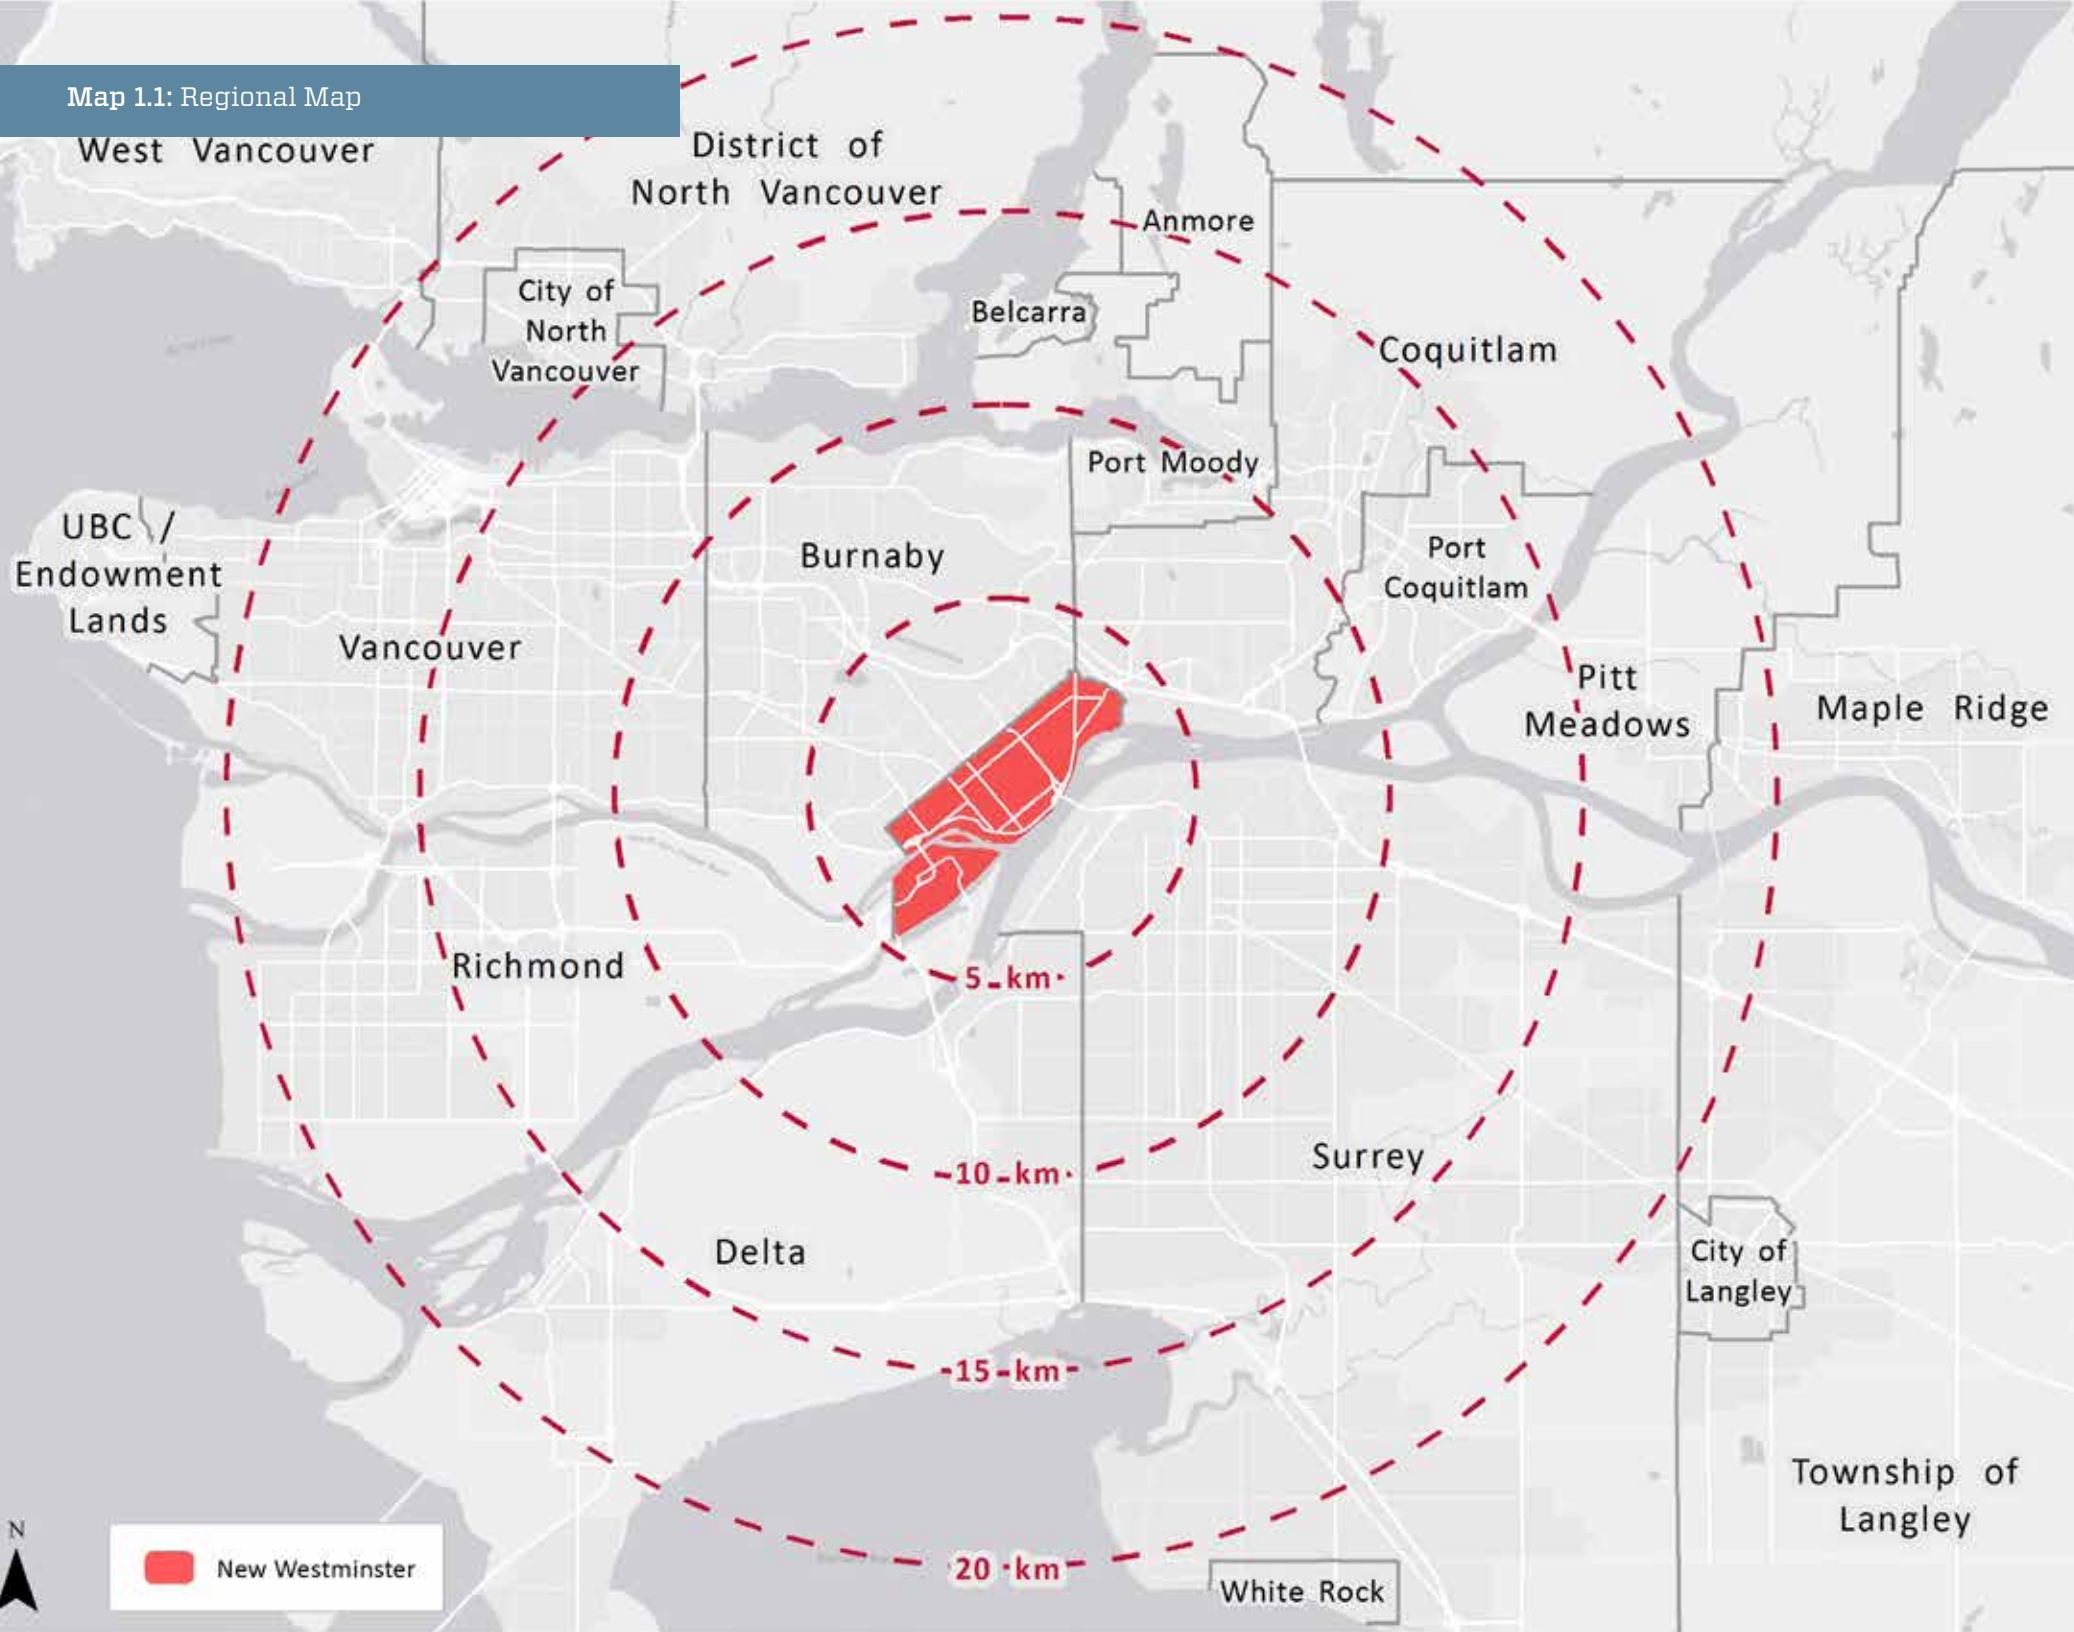 Map 1.1: Regional Map
West Vancouver
District of
North Vancouver
Anmore
City of
North
Vancouver
Belcarra
Coquitlam
Port Moody
UBC /
Endowment
Lands
Burnaby
Port
Coquitlam
Vancouver
Pitt
Meadows
Maple Ridge
Richmond
5 km
10 km
Surrey
Delta
City of
Langley
15 km
Township of
Langley
20 km
White Rock
N
New Westminster